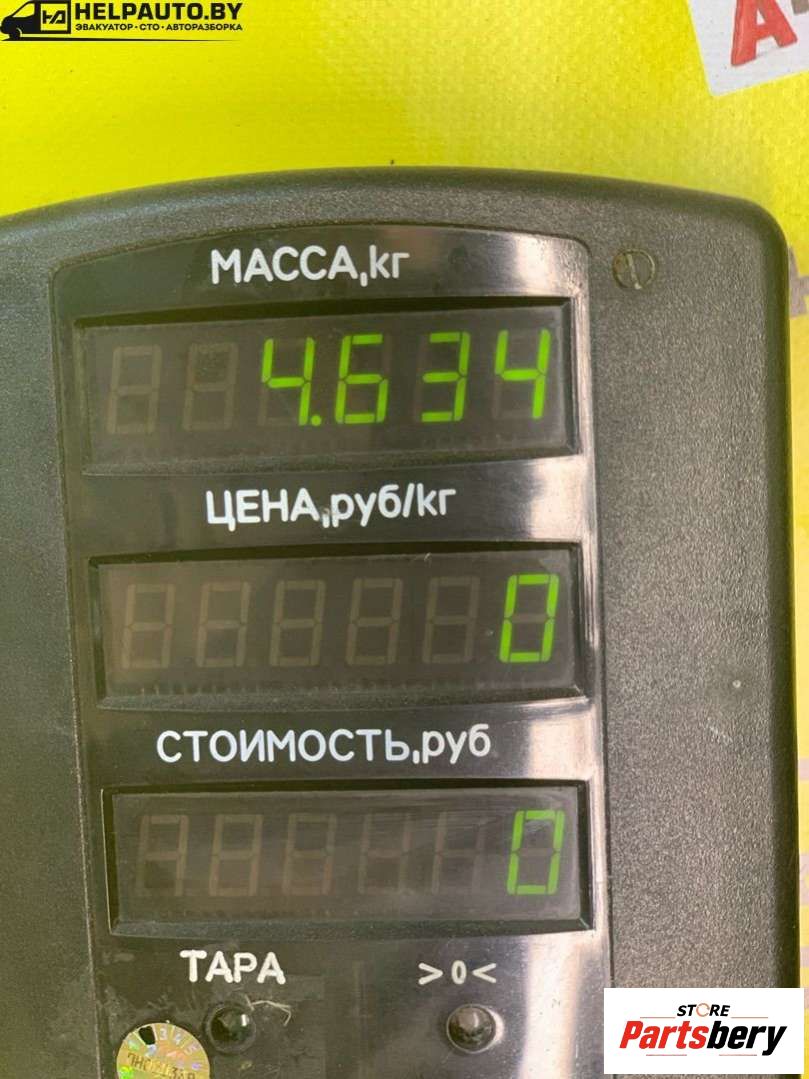 HELPAUTO.BY
ЭВАКУАТОР · СТО · АВТОРАЗБОРКА
МАССА,кг
4.634
ЦЕНА,руб/кг
0
СТОИМОСТЬ,руб
0
ТАРА >0<
STORE
Partsbery